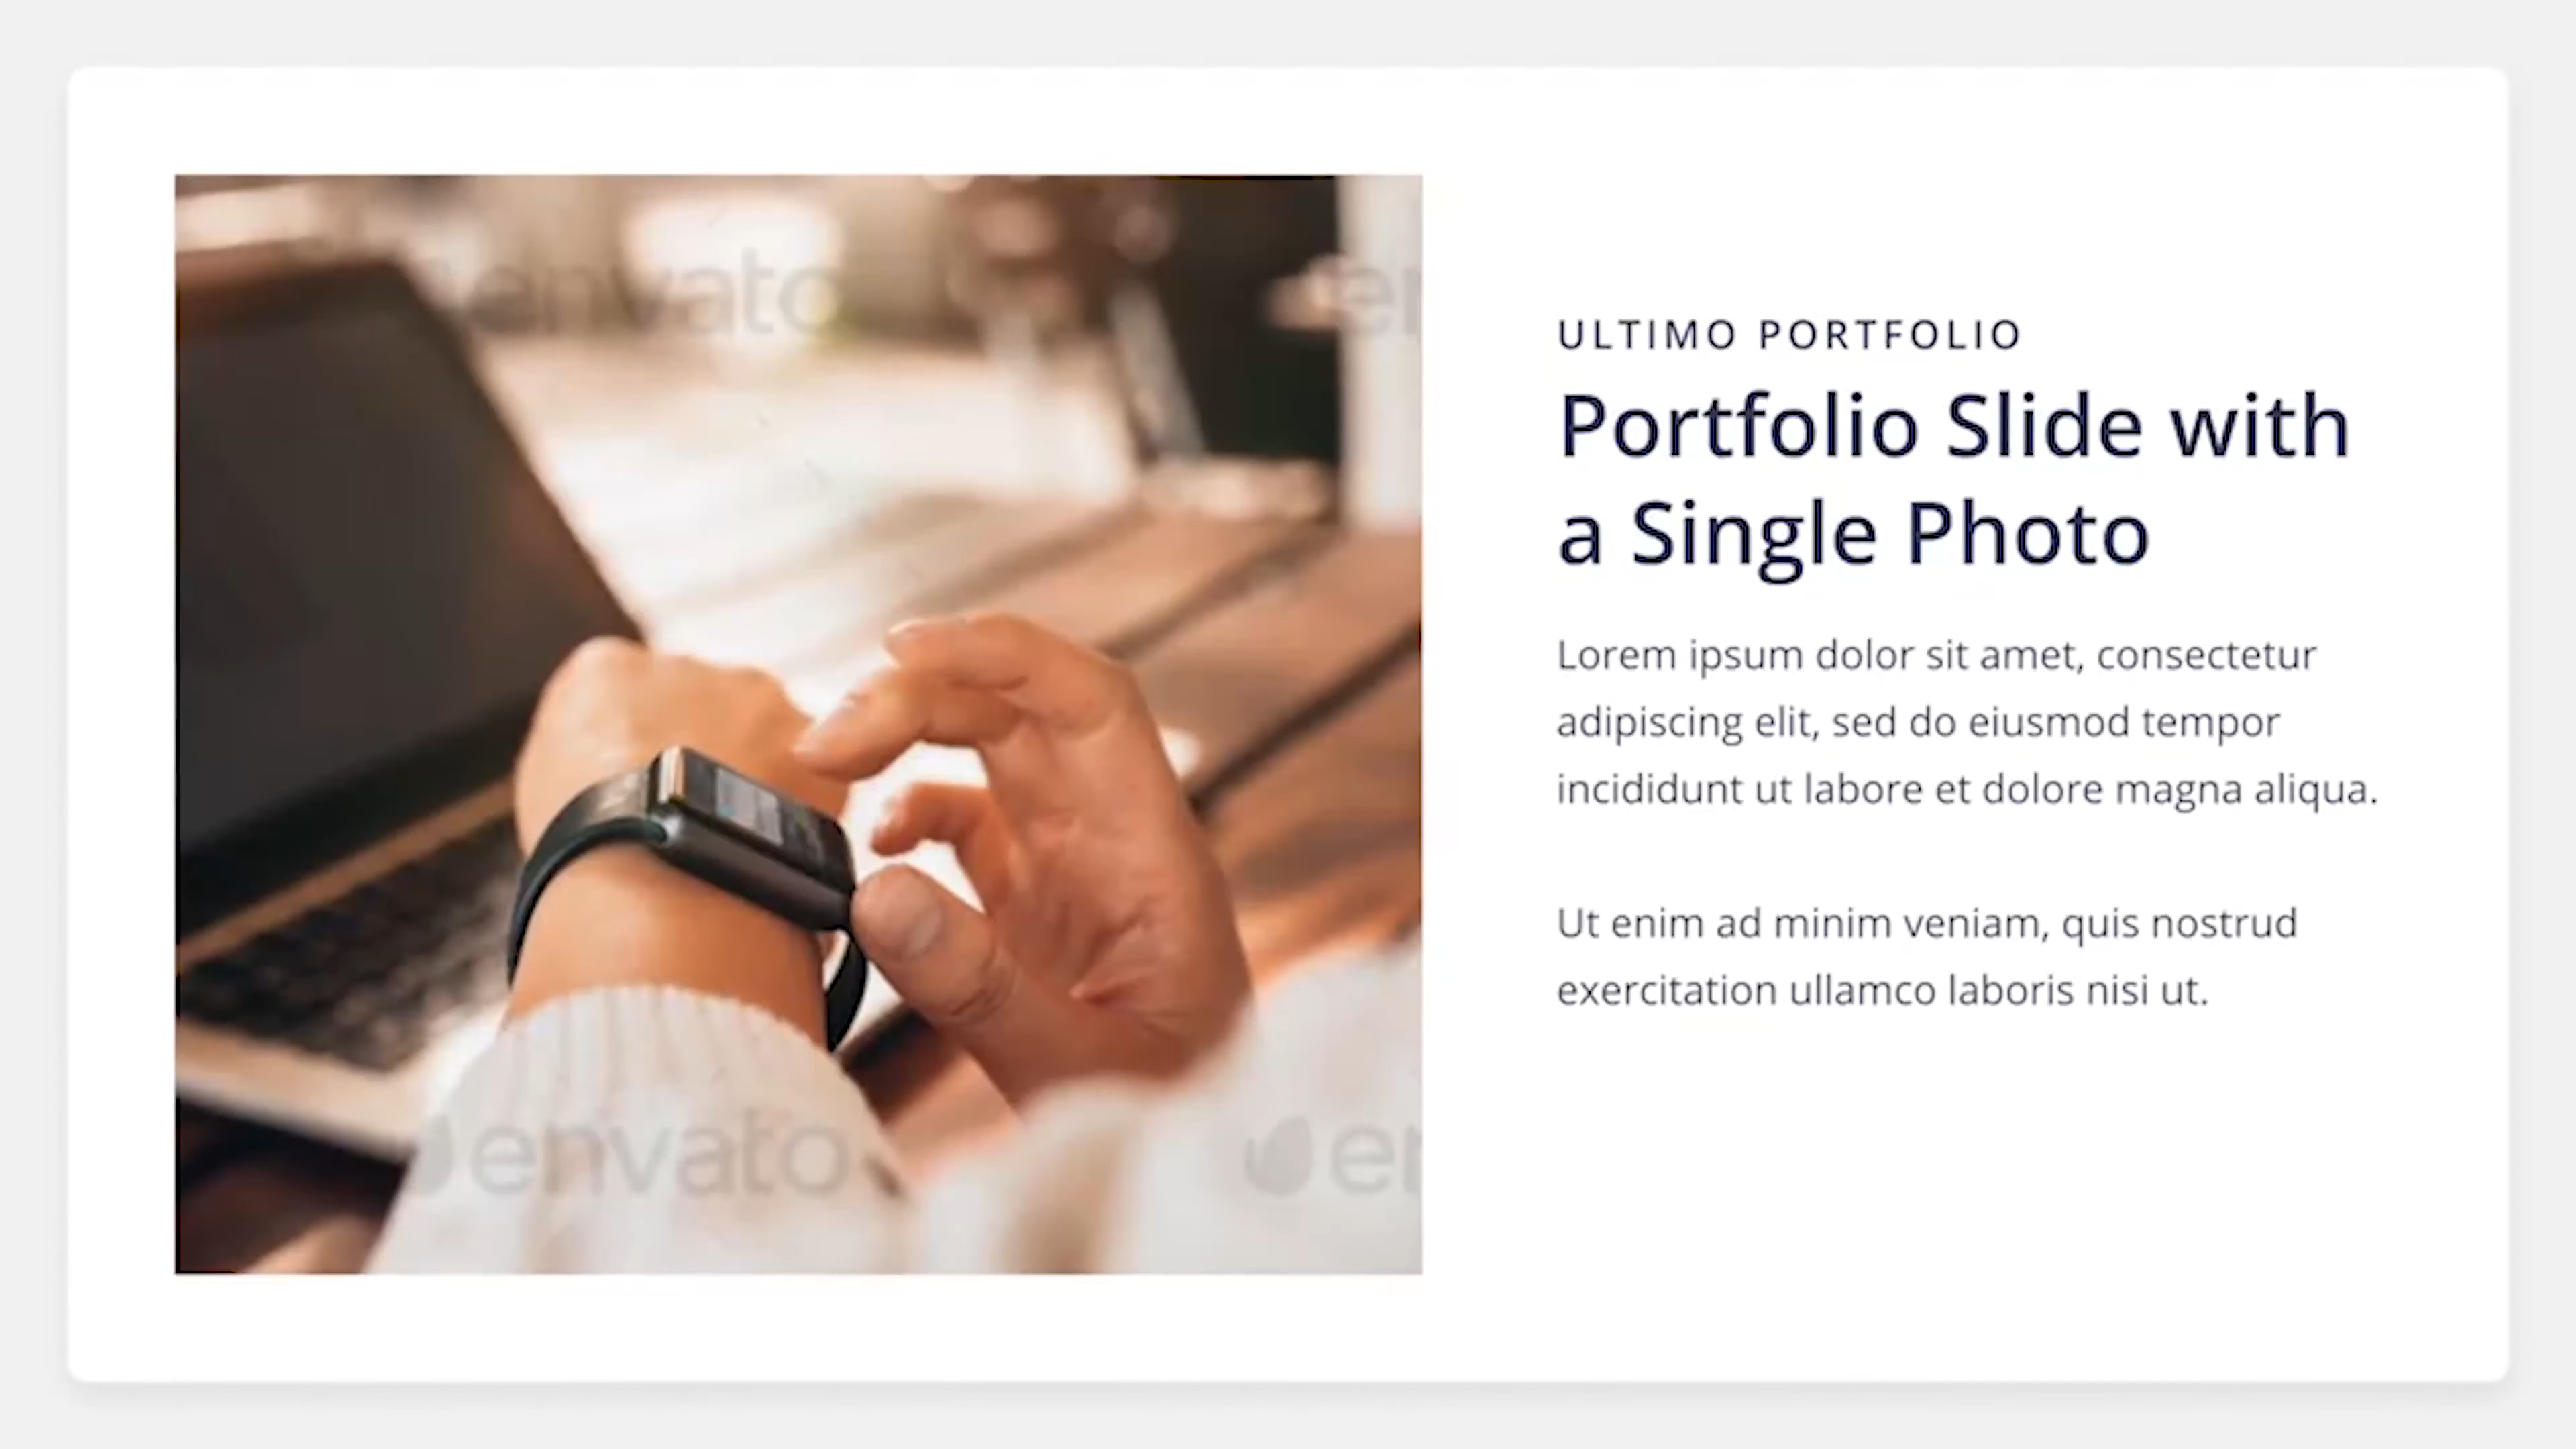 ULTIMO PORTFOLIO
Portfolio Slide with
a Single Photo
Lorem ipsum dolor sit amet, consectetur
adipiscing elit, sed do eiusmod tempor
incididunt ut labore et dolore magna aliqua.
Ut enim ad minim veniam, quis nostrud
exercitation ullamco laboris nisi ut.
envato
envato